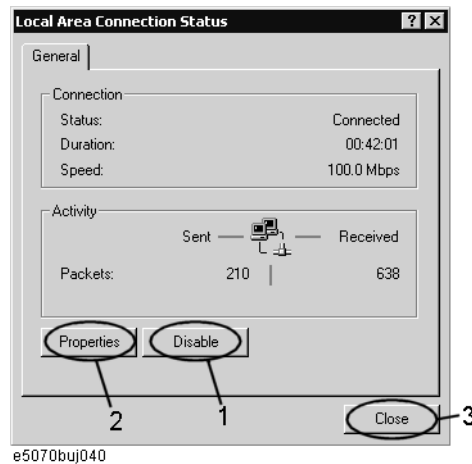 Local Area Connection Status ? X
General
Connection
Status: Connected
Duration: 00:42:01
Speed: 100.0 Mbps
Activity
Sent Received
Packets: 210 638
Properties Disable
2 1
Close 3
e5070buj040